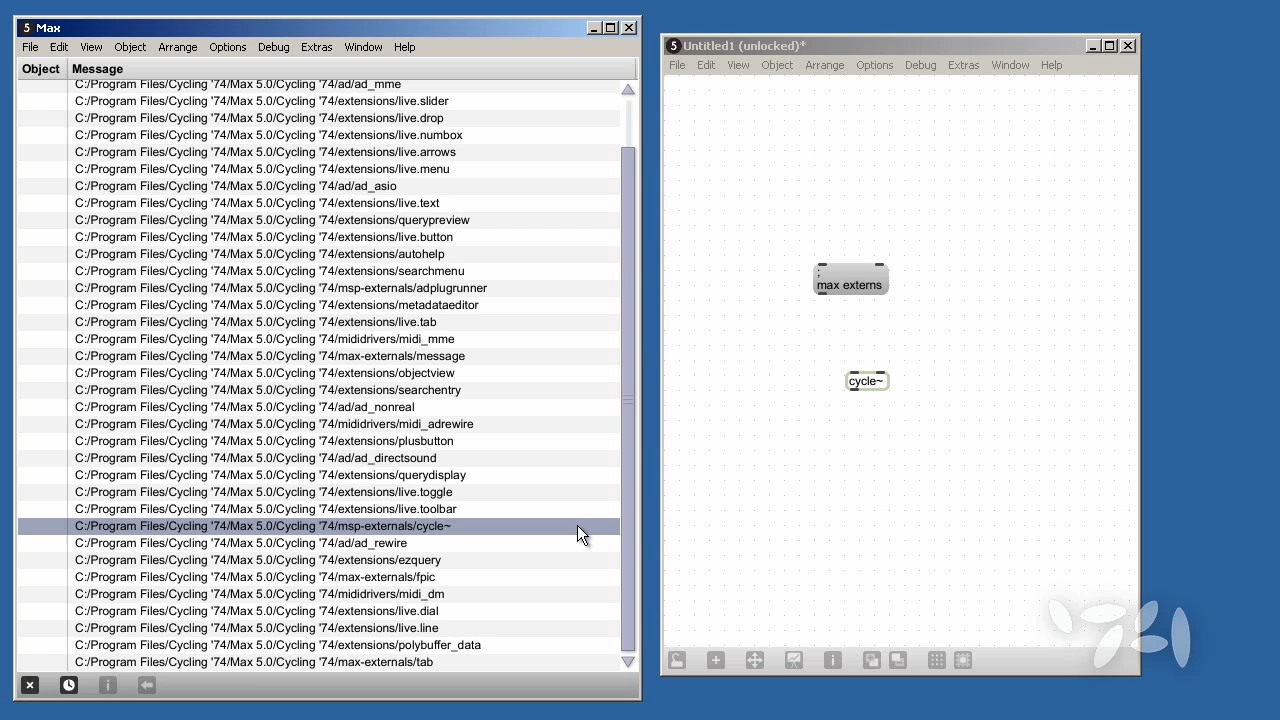 5 Max
File Edit View Object Arrange Options Debug Extras Window Help
Object Message
C:/Program Files/Cycling '74/Max 5.0/Cycling '74/ad/ad_mme
C:/Program Files/Cycling '74/Max 5.0/Cycling '74/extensions/live.slider
C:/Program Files/Cycling '74/Max 5.0/Cycling '74/extensions/live.drop
C:/Program Files/Cycling '74/Max 5.0/Cycling '74/extensions/live.numbox
C:/Program Files/Cycling '74/Max 5.0/Cycling '74/extensions/live.arrows
C:/Program Files/Cycling '74/Max 5.0/Cycling '74/extensions/live.menu
C:/Program Files/Cycling '74/Max 5.0/Cycling '74/ad/ad_asio
C:/Program Files/Cycling '74/Max 5.0/Cycling '74/extensions/live.text
C:/Program Files/Cycling '74/Max 5.0/Cycling '74/extensions/querypreview
C:/Program Files/Cycling '74/Max 5.0/Cycling '74/extensions/live.button
C:/Program Files/Cycling '74/Max 5.0/Cycling '74/extensions/autohelp
C:/Program Files/Cycling '74/Max 5.0/Cycling '74/extensions/searchmenu
C:/Program Files/Cycling '74/Max 5.0/Cycling '74/msp-externals/adplugrunner
C:/Program Files/Cycling '74/Max 5.0/Cycling '74/extensions/metadataeditor
C:/Program Files/Cycling '74/Max 5.0/Cycling '74/extensions/live.tab
C:/Program Files/Cycling '74/Max 5.0/Cycling '74/mididrivers/midi_mme
C:/Program Files/Cycling '74/Max 5.0/Cycling '74/max-externals/message
C:/Program Files/Cycling '74/Max 5.0/Cycling '74/extensions/objectview
C:/Program Files/Cycling '74/Max 5.0/Cycling '74/extensions/searchentry
C:/Program Files/Cycling '74/Max 5.0/Cycling '74/ad/ad_nonreal
C:/Program Files/Cycling '74/Max 5.0/Cycling '74/mididrivers/midi_adrewire
C:/Program Files/Cycling '74/Max 5.0/Cycling '74/extensions/plusbutton
C:/Program Files/Cycling '74/Max 5.0/Cycling '74/ad/ad_directsound
C:/Program Files/Cycling '74/Max 5.0/Cycling '74/extensions/querydisplay
C:/Program Files/Cycling '74/Max 5.0/Cycling '74/extensions/live.toggle
C:/Program Files/Cycling '74/Max 5.0/Cycling '74/extensions/live.toolbar
C:/Program Files/Cycling '74/Max 5.0/Cycling '74/msp-externals/cycle~
C:/Program Files/Cycling '74/Max 5.0/Cycling '74/ad/ad_rewire
C:/Program Files/Cycling '74/Max 5.0/Cycling '74/extensions/ezquery
C:/Program Files/Cycling '74/Max 5.0/Cycling '74/max-externals/fpic
C:/Program Files/Cycling '74/Max 5.0/Cycling '74/mididrivers/midi_dm
C:/Program Files/Cycling '74/Max 5.0/Cycling '74/extensions/live.dial
C:/Program Files/Cycling '74/Max 5.0/Cycling '74/extensions/live.line
C:/Program Files/Cycling '74/Max 5.0/Cycling '74/extensions/polybuffer_data
C:/Program Files/Cycling '74/Max 5.0/Cycling '74/max-externals/tab
5 Untitled1 (unlocked)*
File Edit View Object Arrange Options Debug Extras Window Help
;
max externs
cycle~